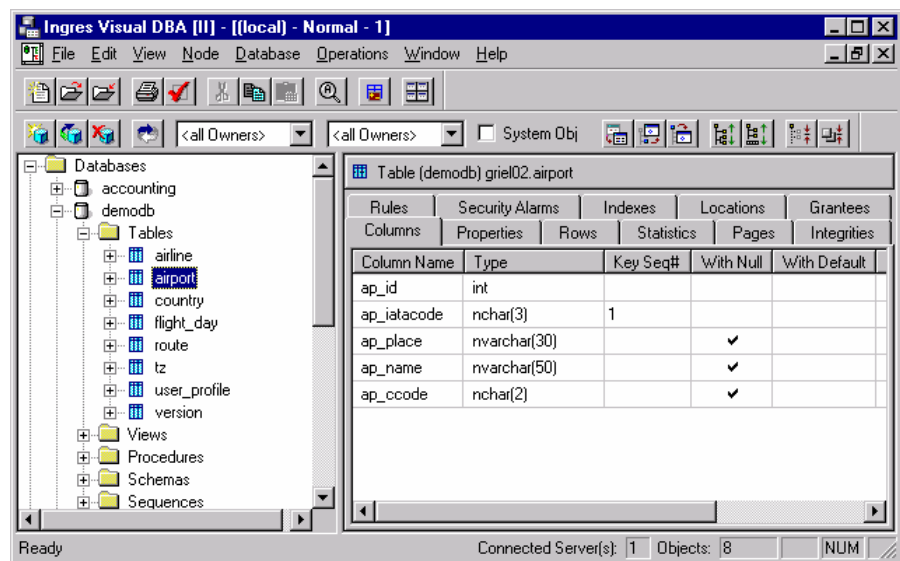 Ingres Visual DBA [II] - [(local) - Normal - 1]
File Edit View Node Database Operations Window Help
<all Owners> <all Owners> System Obj
Databases
accounting
demodb
Tables
airline
airport
country
flight_day
route
tz
user_profile
version
Views
Procedures
Schemas
Sequences
Table (demodb) griel02.airport
Rules Security Alarms Indexes Locations Grantees
Columns Properties Rows Statistics Pages Integrities
Column Name Type Key Seq# With Null With Default
ap_id int
ap_iatacode nchar(3) 1
ap_place nvarchar(30) ✔
ap_name nvarchar(50) ✔
ap_ccode nchar(2) ✔
Ready Connected Server(s): 1 Objects: 8 NUM